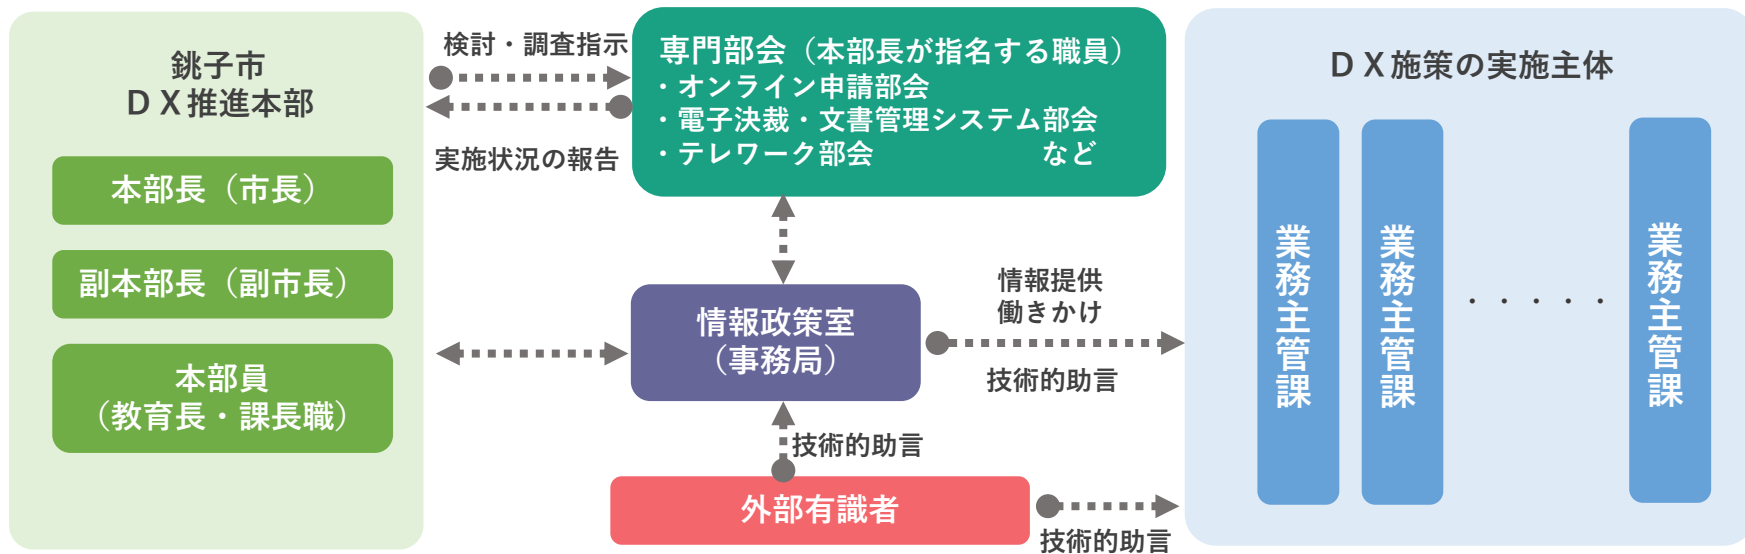 銚子市
ＤＸ推進本部
本部長（市長）
副本部長（副市長）
本部員
（教育長・課長職）
検討・調査指示
実施状況の報告
専門部会（本部長が指名する職員）
・オンライン申請部会
・電子決裁・文書管理システム部会
・テレワーク部会　　　　　　など
情報政策室
（事務局）
情報提供
働きかけ
技術的助言
技術的助言
外部有識者
技術的助言
ＤＸ施策の実施主体
業務主管課
業務主管課
・・・・・
業務主管課